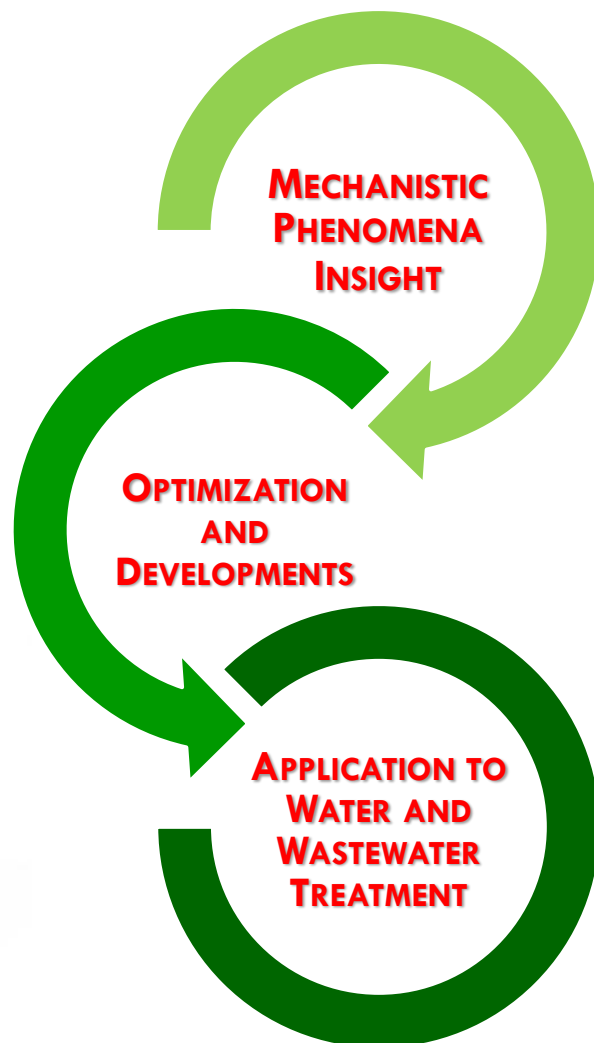 MECHANISTIC
PHENOMENA
INSIGHT
OPTIMIZATION
AND
DEVELOPMENTS
APPLICATION TO
WATER AND
WASTEWATER
TREATMENT